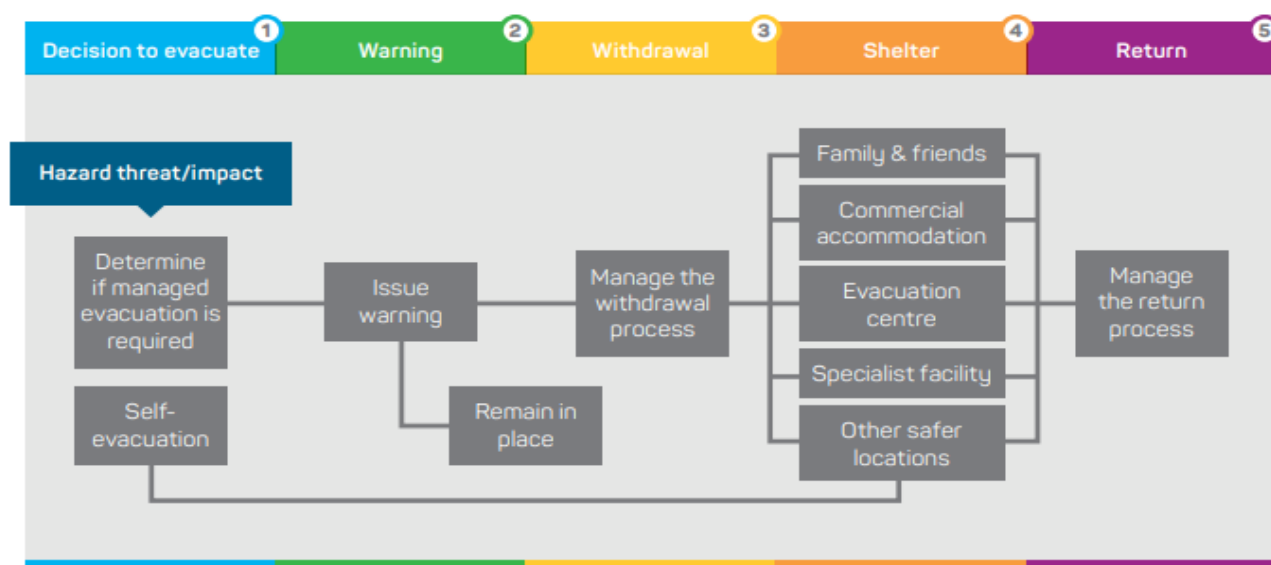 Decision to evacuate
1
Warning
2
Withdrawal
3
Shelter
4
Return
5
Hazard threat/impact
Determine
if managed
evacuation is
required
Self-
evacuation
Issue
warning
Remain in
place
Manage the
withdrawal
process
Family & friends
Commercial
accommodation
Evacuation
centre
Specialist facility
Other safer
locations
Manage
the return
process